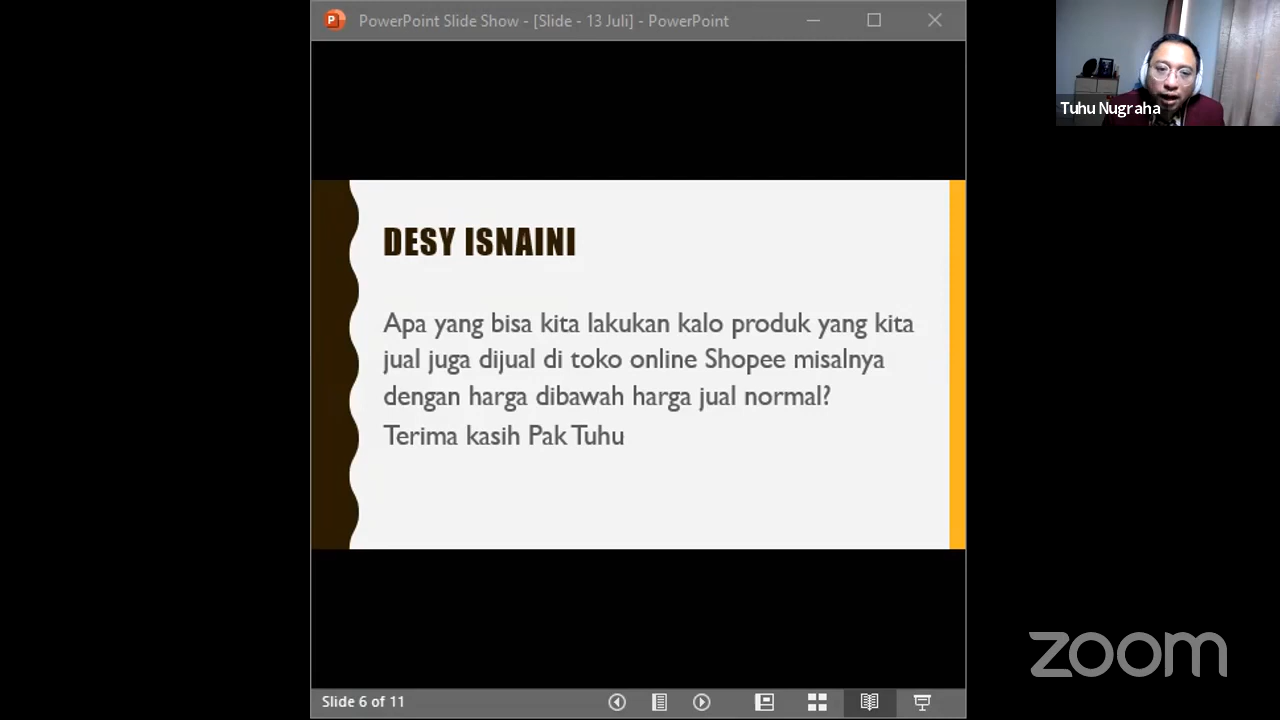 PowerPoint Slide Show - [Slide - 13 Juli] - PowerPoint
Tuhu Nugraha
DESY ISNAINI
Apa yang bisa kita lakukan kalo produk yang kita
jual juga dijual di toko online Shopee misalnya
dengan harga dibawah harga jual normal?
Terima kasih Pak Tuhu
zoom
Slide 6 of 11